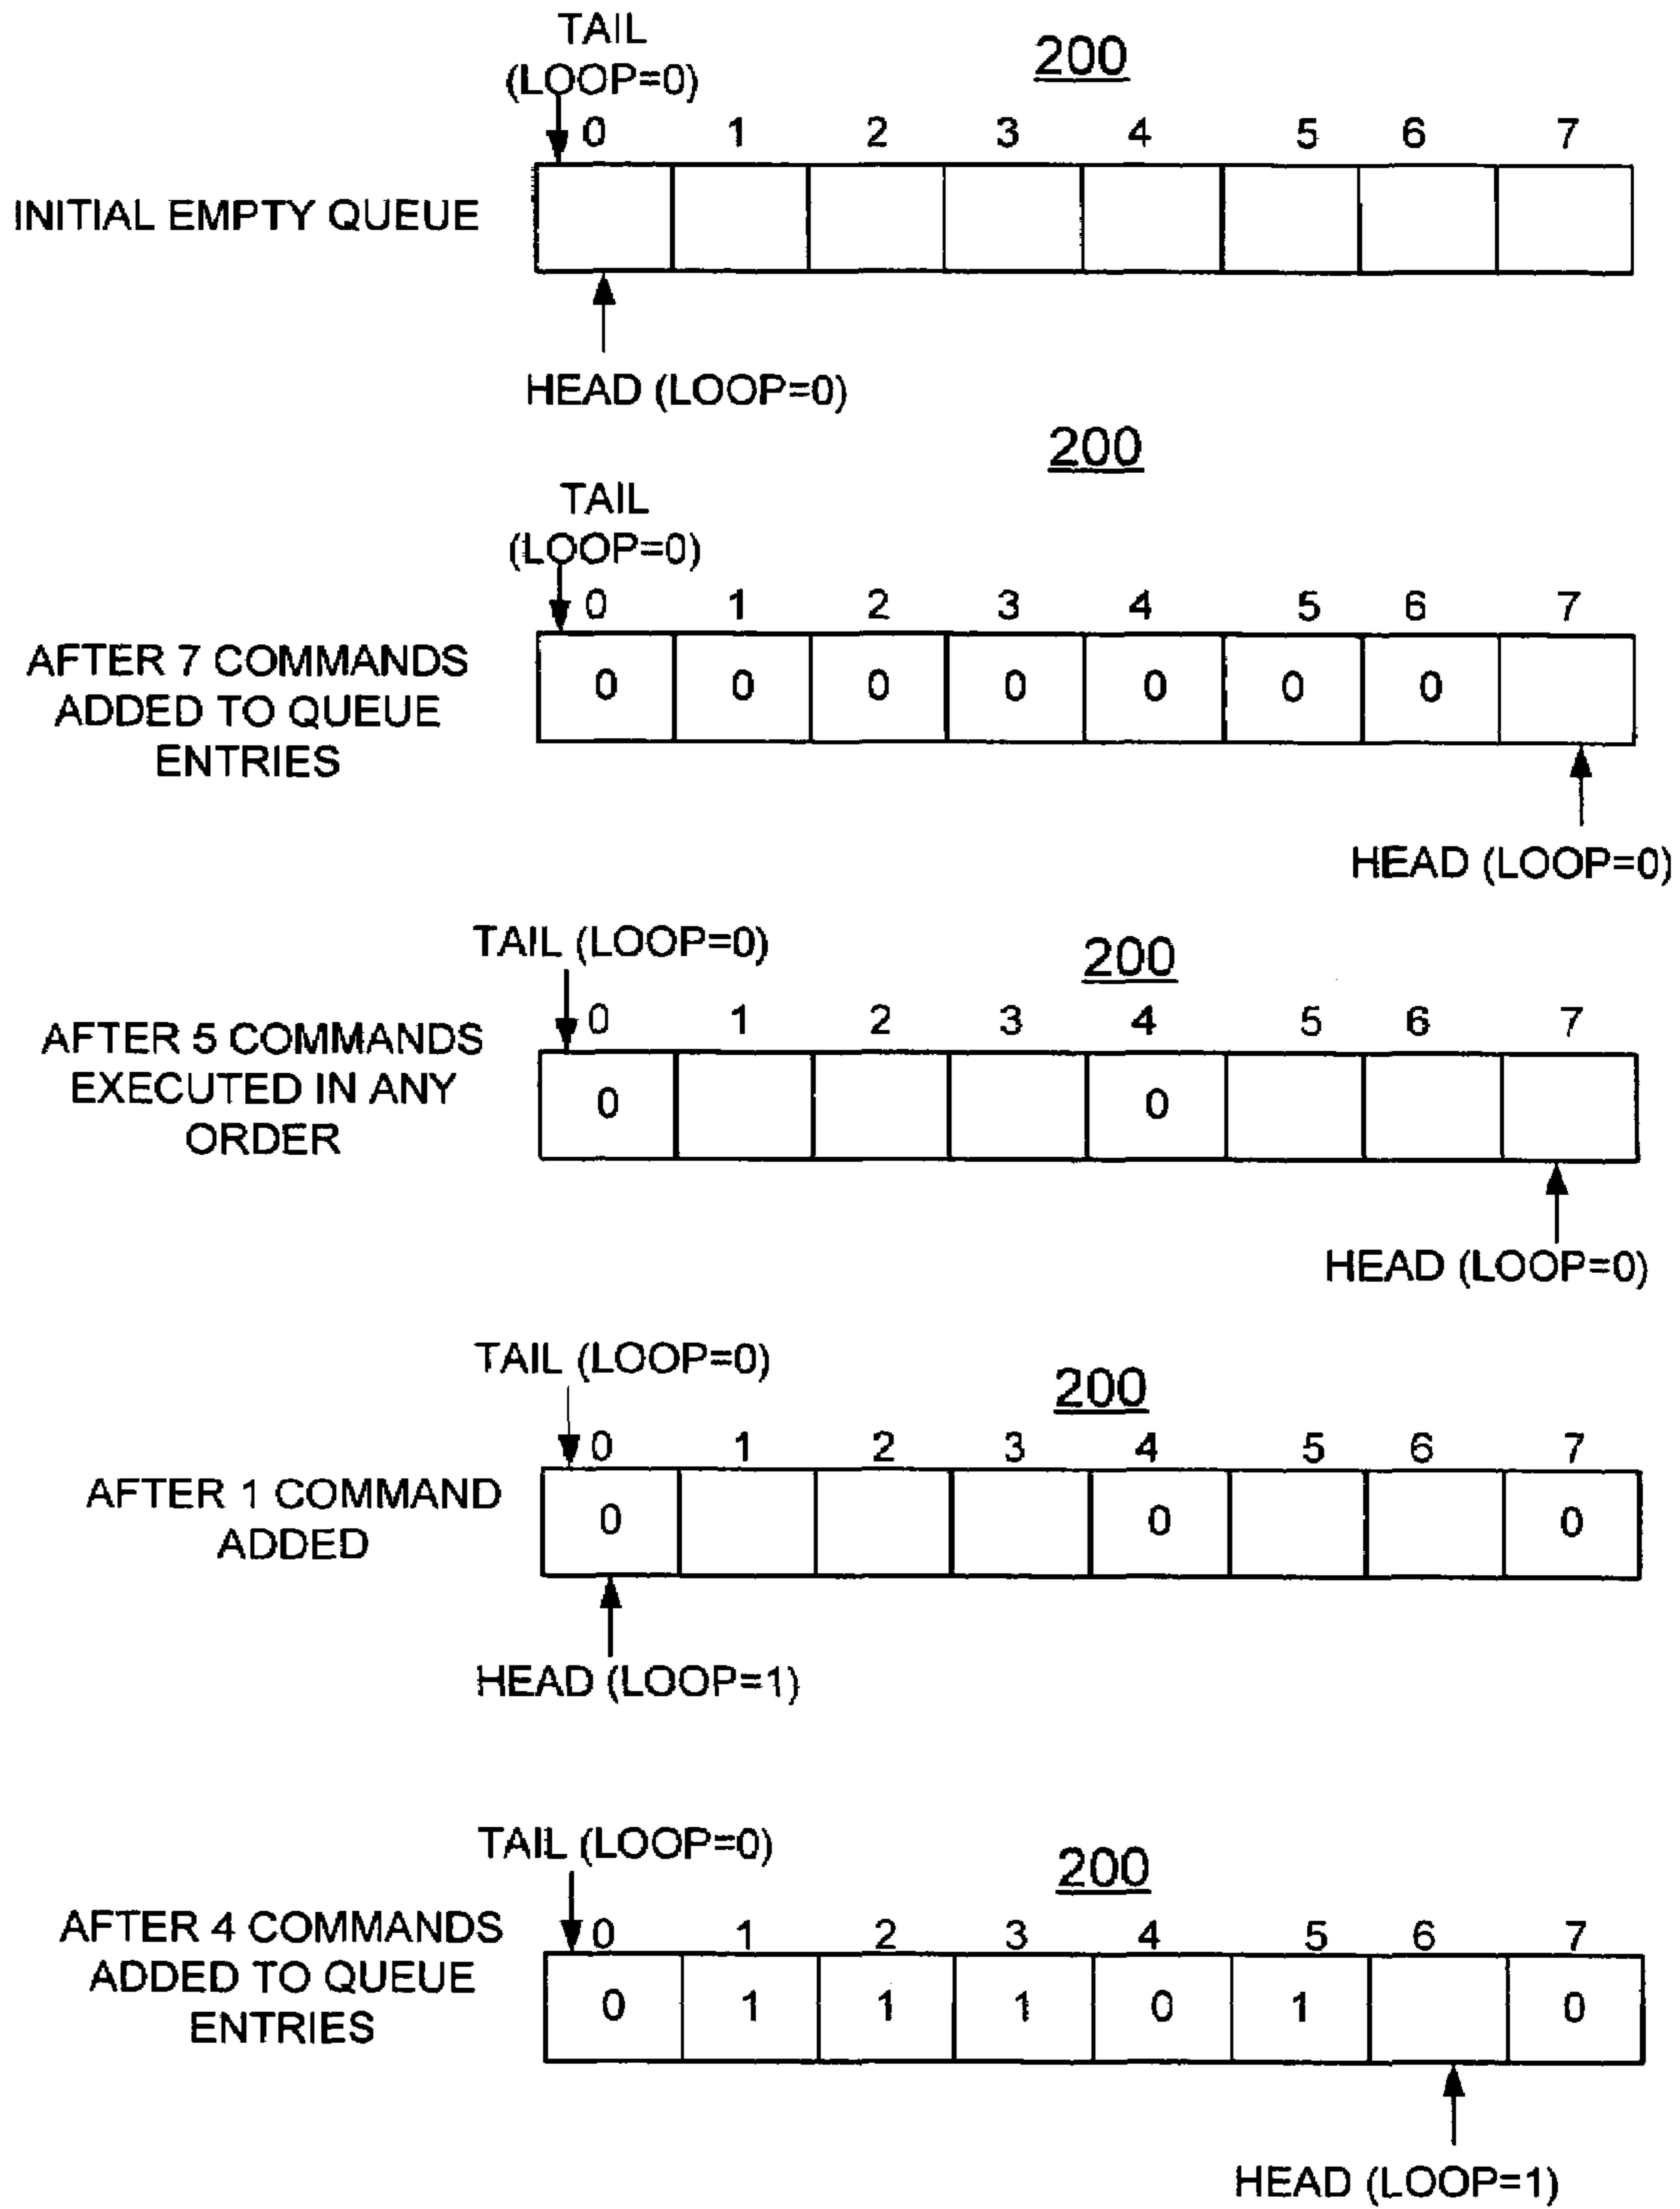 TAIL
(LOOP=0)
200
0 1 2 3 4 5 6 7
INITIAL EMPTY QUEUE
HEAD (LOOP=0)
200
TAIL
(LOOP=0)
0 1 2 3 4 5 6 7
AFTER 7 COMMANDS
ADDED TO QUEUE
ENTRIES
0 0 0 0 0 0 0
HEAD (LOOP=0)
TAIL (LOOP=0)
200
0 1 2 3 4 5 6 7
AFTER 5 COMMANDS
EXECUTED IN ANY
ORDER
0 0
HEAD (LOOP=0)
TAIL (LOOP=0)
200
0 1 2 3 4 5 6 7
AFTER 1 COMMAND
ADDED
0 0 0
HEAD (LOOP=1)
TAIL (LOOP=0)
200
0 1 2 3 4 5 6 7
AFTER 4 COMMANDS
ADDED TO QUEUE
ENTRIES
0 1 1 1 0 1 0
HEAD (LOOP=1)